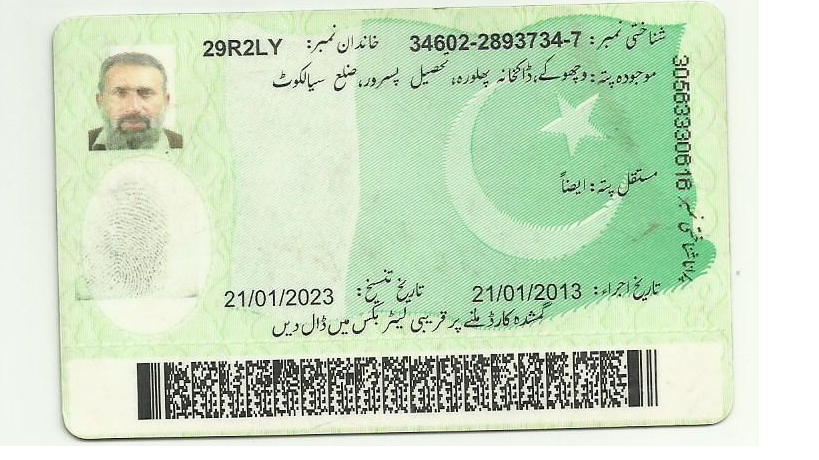 شناختی نمبر: 34602-2893734-7 خاندان نمبر: 29R2LY
موجودہ پتہ: وچھوکے، ڈاکخانہ پھلورہ، تحصیل پسرور، ضلع سیالکوٹ
مستقل پتہ: ایضاً
تاریخ اجراء: 21/01/2013 تاریخ تنسیخ: 21/01/2023
گمشدہ کارڈ ملنے پر قریبی لیٹر بکس میں ڈال دیں